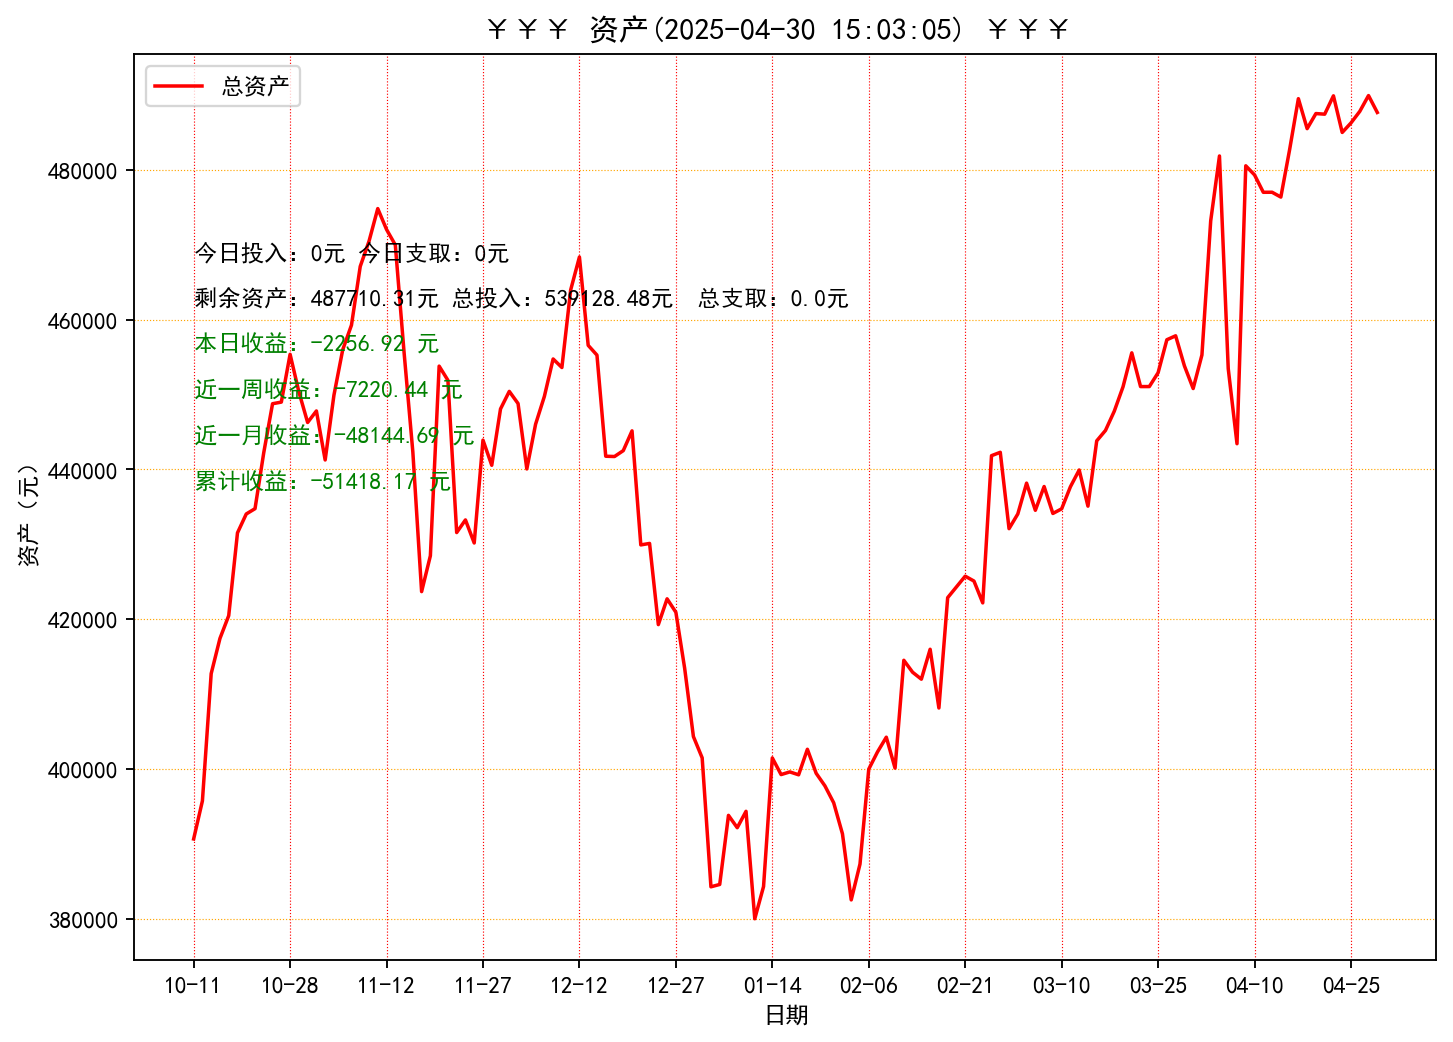 ￥￥￥ 资产(2025-04-30 15:03:05) ￥￥￥
总资产
480000
460000
440000
420000
400000
380000
资产（元）
今日投入：0元 今日支取：0元
剩余资产：487710.31元 总投入：539128.48元  总支取：0.0元
本日收益：-2256.92 元
近一周收益：-7220.44 元
近一月收益：-48144.69 元
累计收益：-51418.17 元
10-11 10-28 11-12 11-27 12-12 12-27 01-14 02-06 02-21 03-10 03-25 04-10 04-25
日期